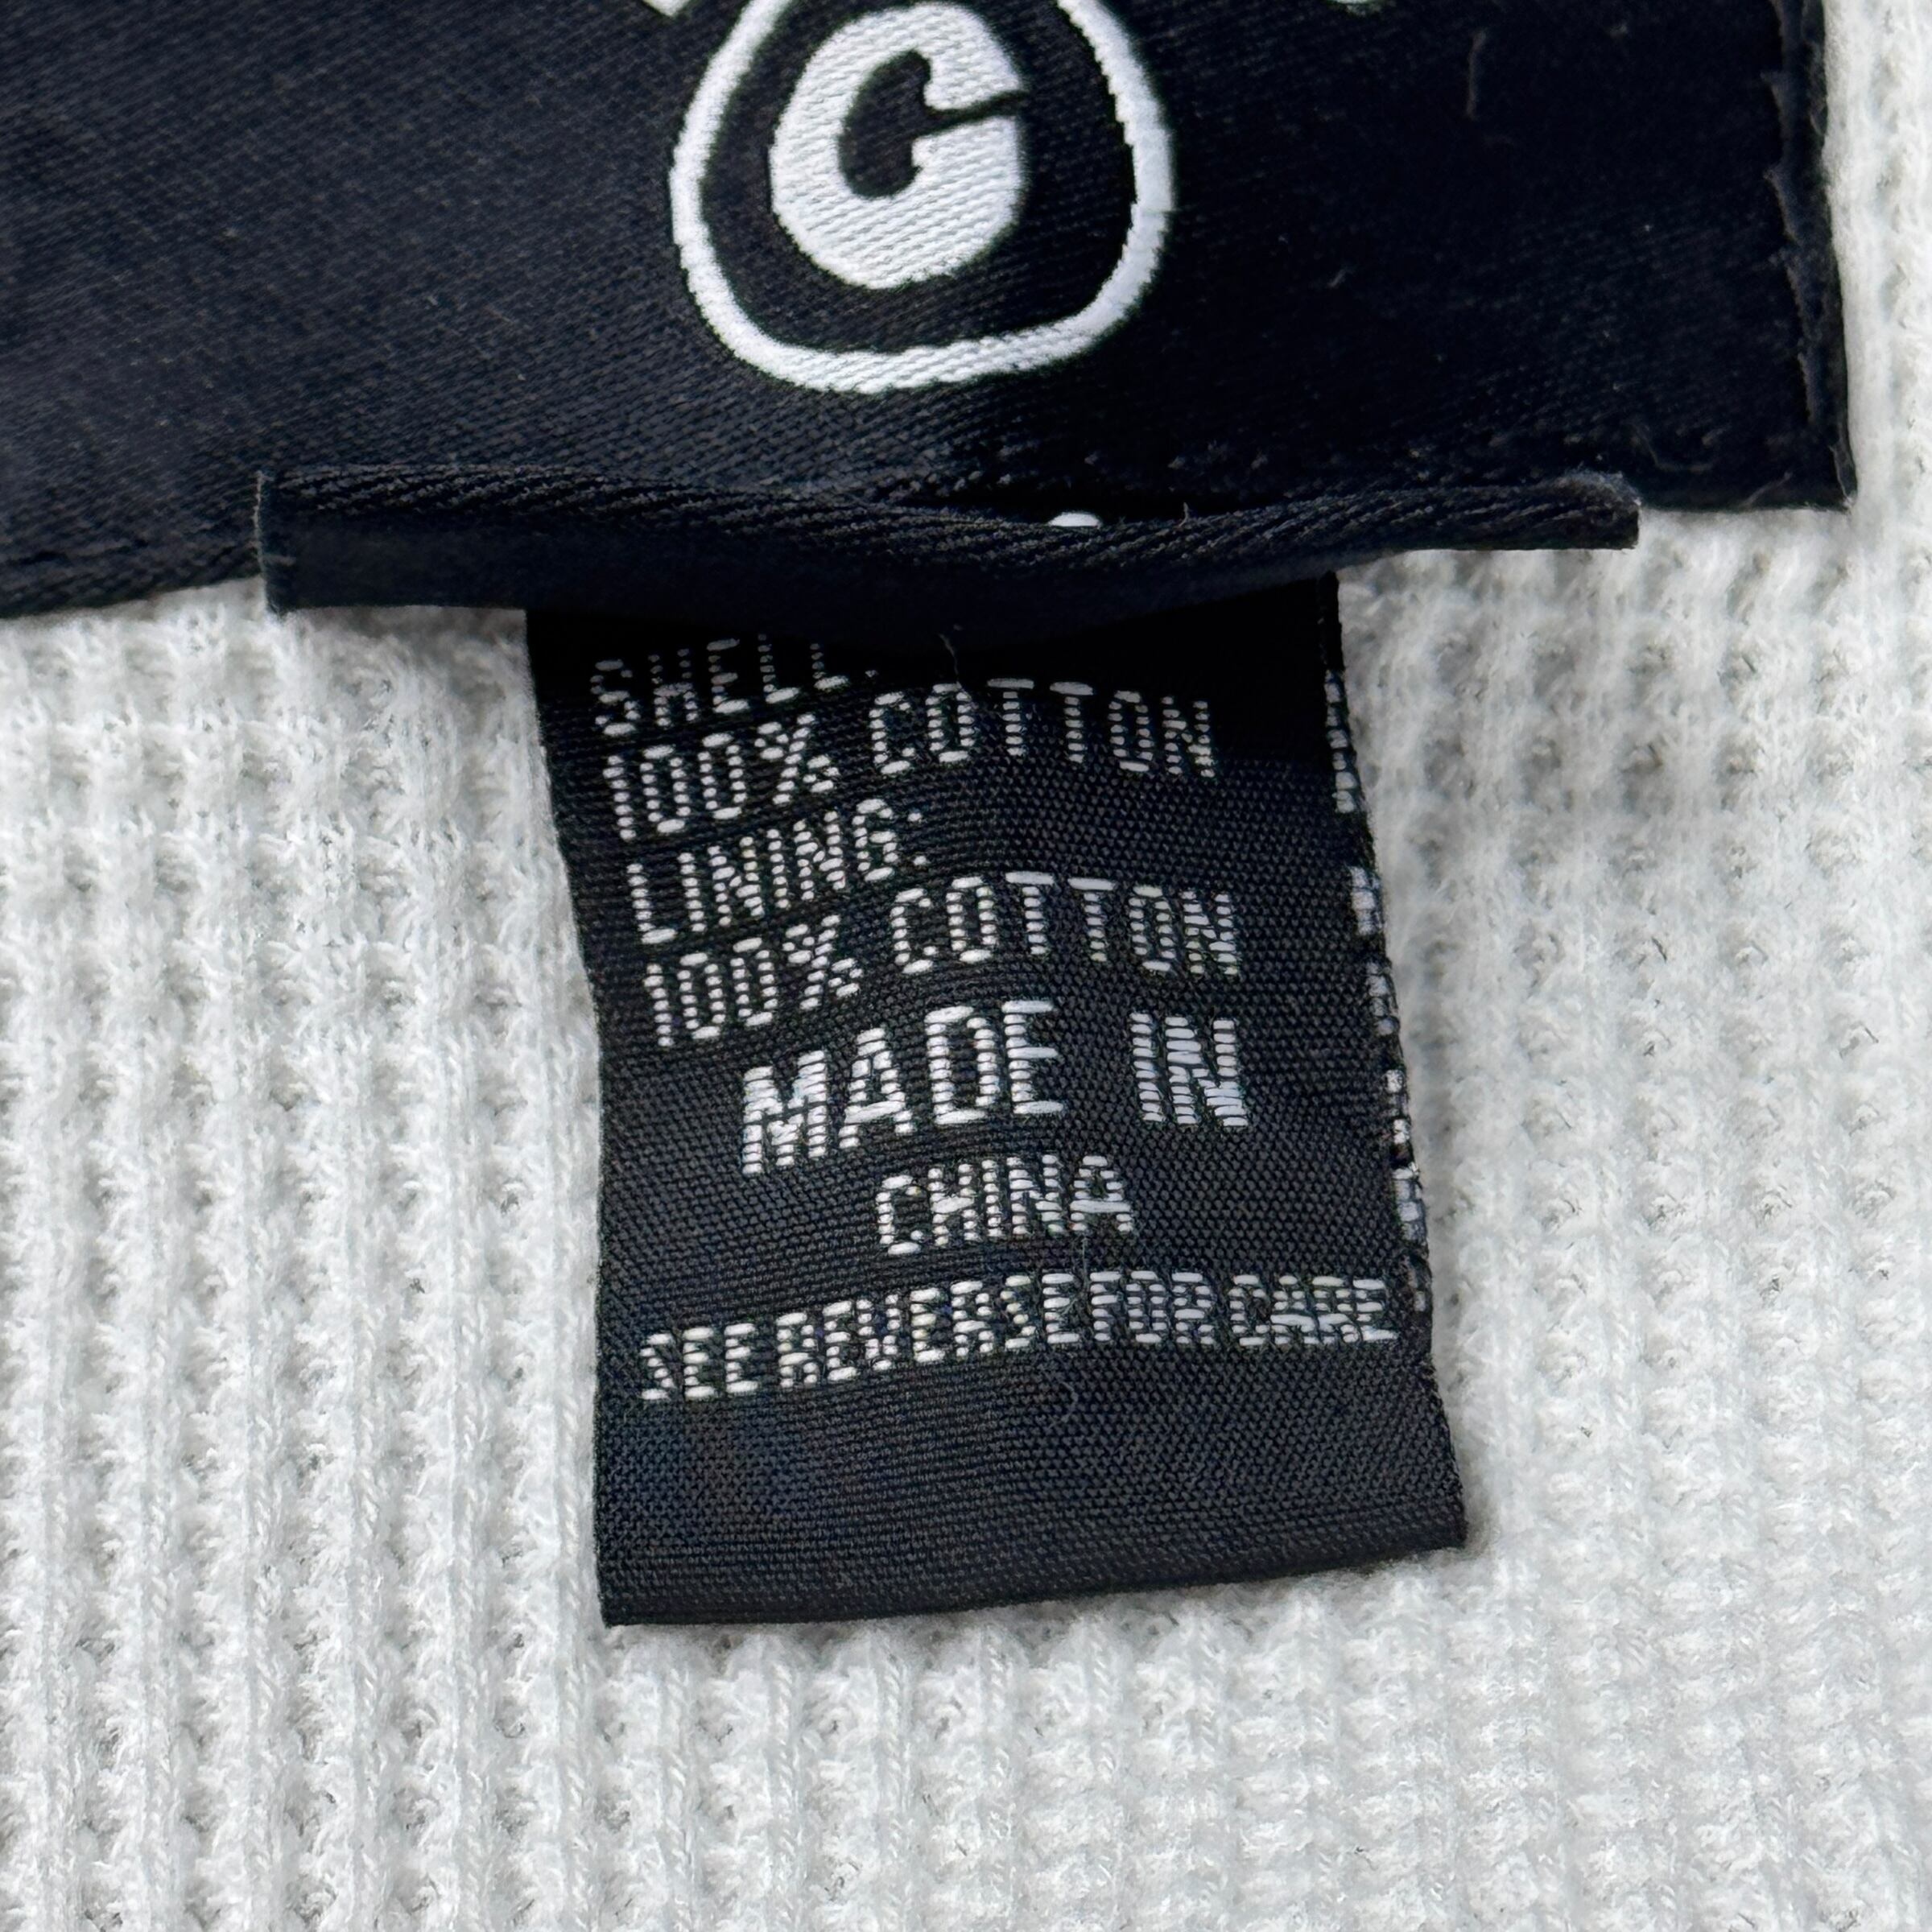 C
SHELL:
100% COTTON
LINING:
100% COTTON
MADE IN
CHINA
SEE REVERSE FOR CARE